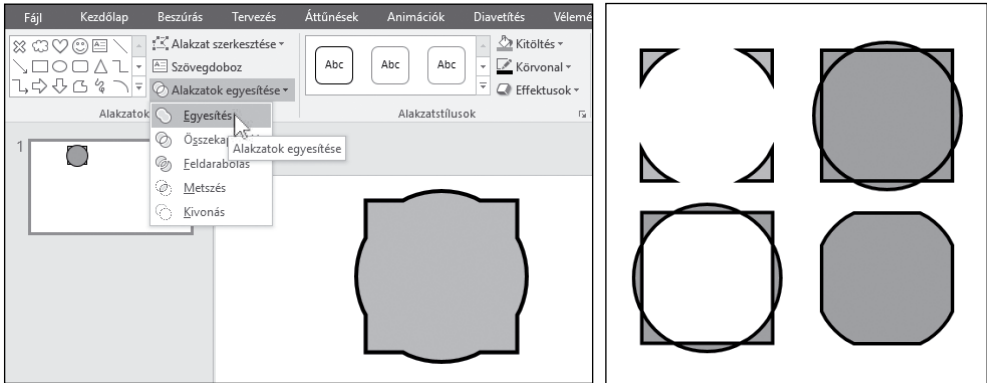 Fájl Kezdőlap Beszúrás Tervezés Áttűnések Animációk Diavetítés Vélemé
Alakzat szerkesztése
Szövegdoboz
Alakzatok egyesítése
Abc Abc Abc
Kitöltés
Körvonal
Effektusok
Alakzatok
Alakzatstílusok
Egyesítés
Alakzatok egyesítése
Feldarabolás
Metszés
Kivonás
1